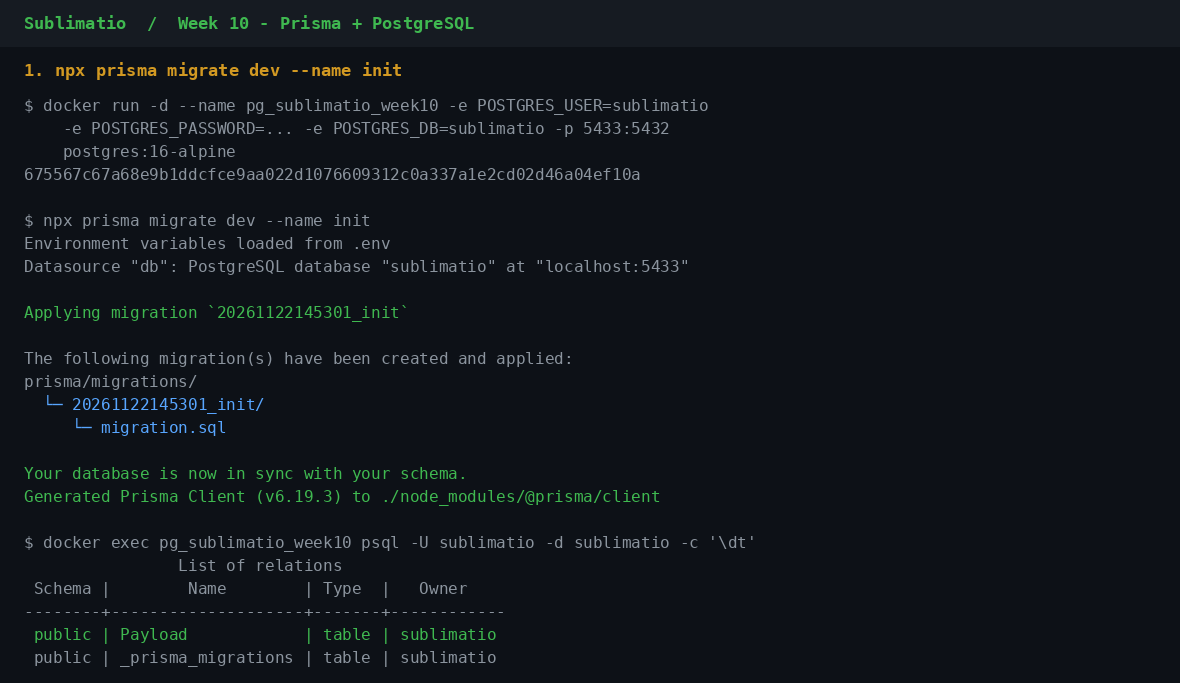 Sublimatio  /  Week 10 - Prisma + PostgreSQL
1. npx prisma migrate dev --name init
$ docker run -d --name pg_sublimatio_week10 -e POSTGRES_USER=sublimatio
    -e POSTGRES_PASSWORD=... -e POSTGRES_DB=sublimatio -p 5433:5432
    postgres:16-alpine
675567c67a68e9b1ddcfce9aa022d1076609312c0a337a1e2cd02d46a04ef10a
$ npx prisma migrate dev --name init
Environment variables loaded from .env
Datasource "db": PostgreSQL database "sublimatio" at "localhost:5433"
Applying migration `20261122145301_init`
The following migration(s) have been created and applied:
prisma/migrations/
  └─ 20261122145301_init/
     └─ migration.sql
Your database is now in sync with your schema.
Generated Prisma Client (v6.19.3) to ./node_modules/@prisma/client
$ docker exec pg_sublimatio_week10 psql -U sublimatio -d sublimatio -c '\dt'
                List of relations
 Schema |        Name        | Type  |   Owner
--------+--------------------+-------+------------
 public | Payload            | table | sublimatio
 public | _prisma_migrations | table | sublimatio